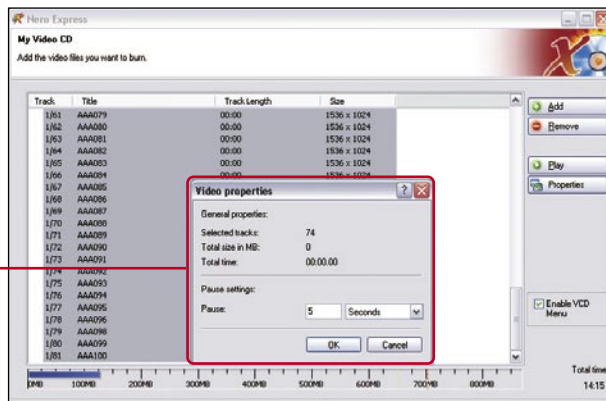 Nero Express
My Video CD
Add the video files you want to burn.
Track Title Track Length Size
1/61 AAA079 00:00 1536 x 1024
1/62 AAA080 00:00 1536 x 1024
1/63 AAA081 00:00 1536 x 1024
1/64 AAA082 00:00 1536 x 1024
1/65 AAA083 00:00 1536 x 1024
1/66 AAA084 00:00 1536 x 1024
1/67 AAA085
1/68 AAA086
1/69 AAA087
1/70 AAA088
1/71 AAA089
1/72 AAA090
1/73 AAA091
1/74 AAA092
1/75 AAA093
1/76 AAA094
1/77 AAA095
1/78 AAA096
1/79 AAA098
1/80 AAA099
1/81 AAA100
Video properties
General properties:
Selected tracks: 74
Total size in MB: 0
Total time: 00:00.00
Pause settings:
Pause: 5 Seconds
OK Cancel
Add
Remove
Play
Properties
Enable VCD
Menu
0MB 100MB 200MB 300MB 400MB 500MB 600MB 700MB 800MB
Total time
14:15